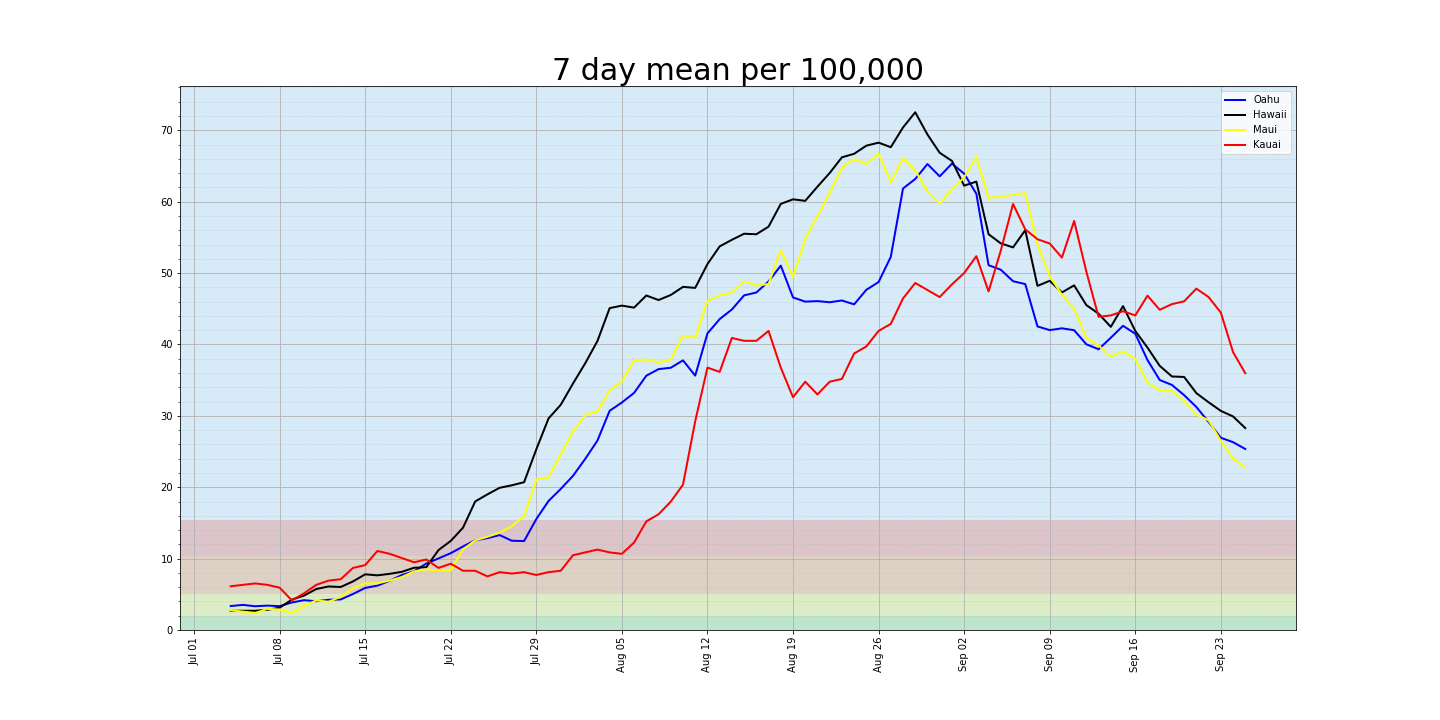 7 day mean per 100,000
Oahu
Hawaii
Maui
Kauai
70
60
50
40
30
20
10
0
Jul 01
Jul 08
Jul 15
Jul 22
Jul 29
Aug 05
Aug 12
Aug 19
Aug 26
Sep 02
Sep 09
Sep 16
Sep 23